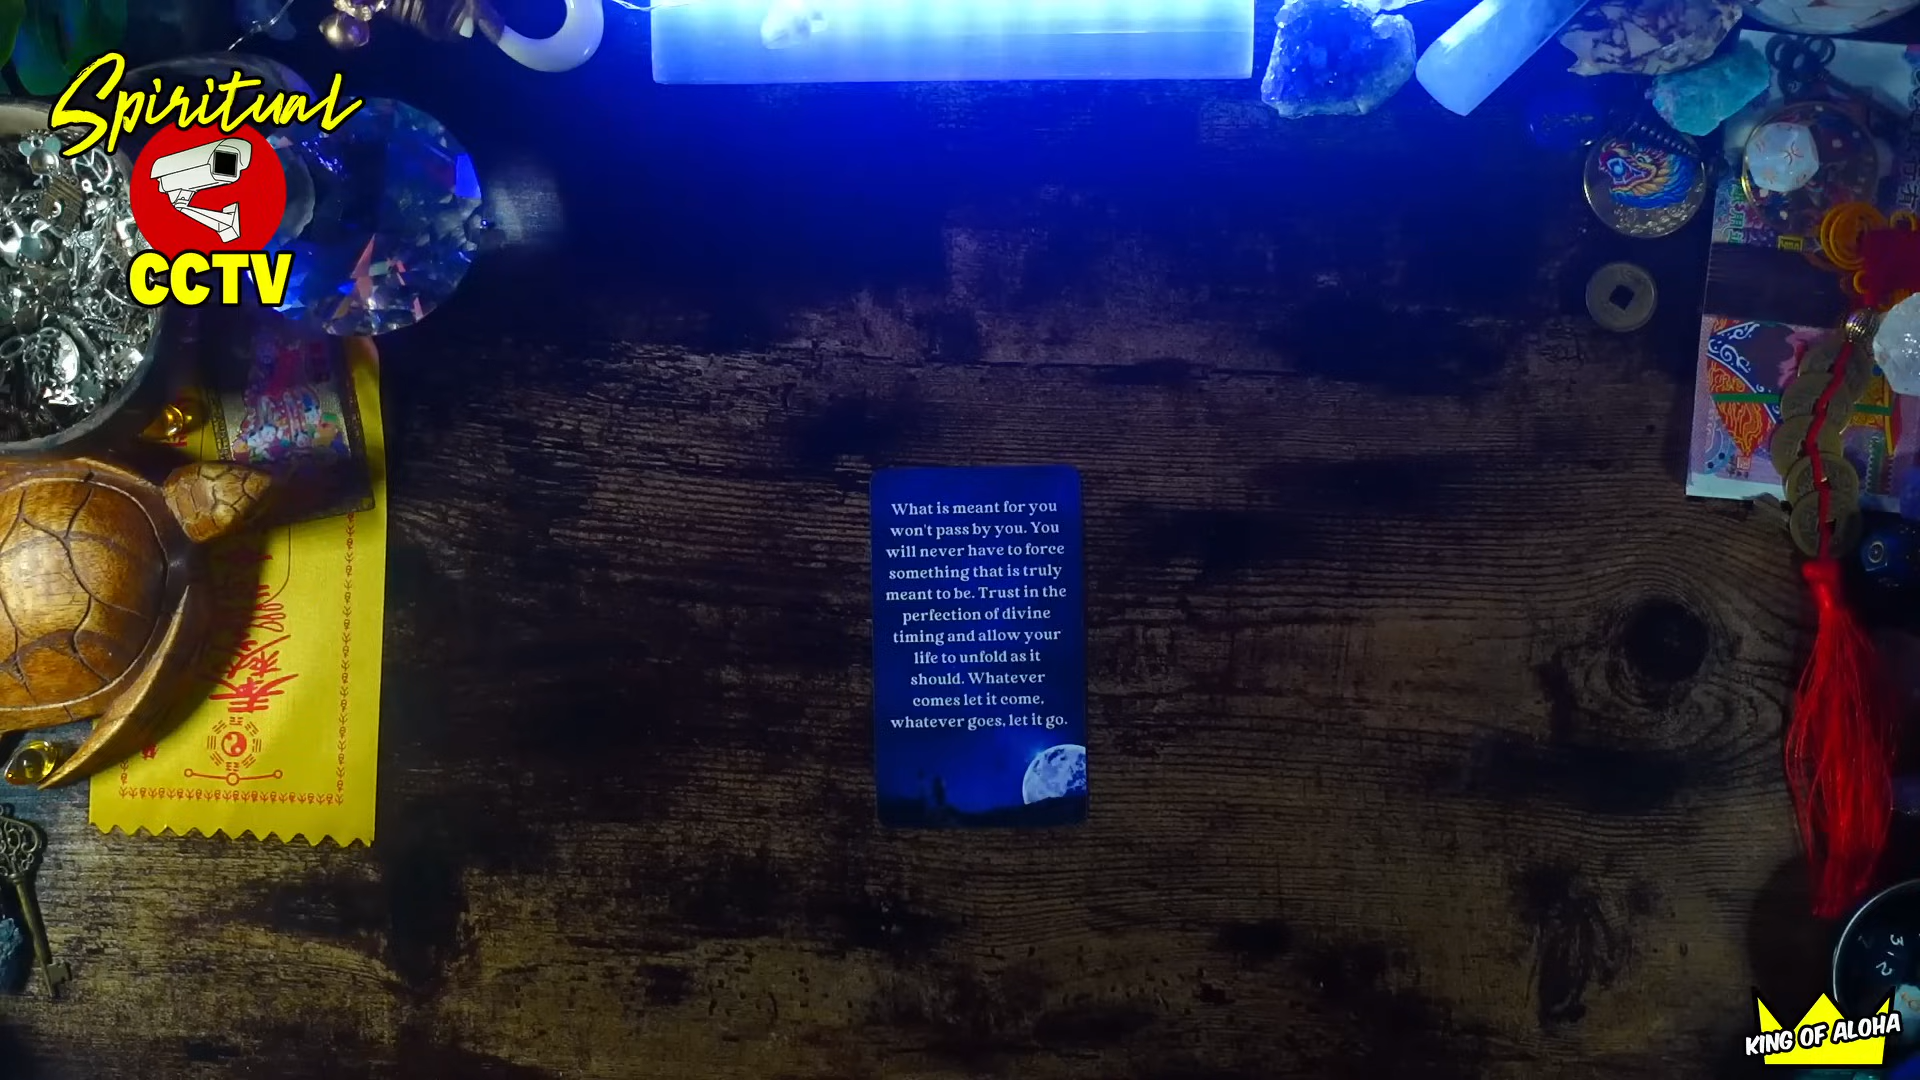 Spiritual
CCTV
What is meant for you
won't pass by you. You
will never have to force
something that is truly
meant to be. Trust in the
perfection of divine
timing and allow your
life to unfold as it
should. Whatever
comes let it come,
whatever goes, let it go.
KING OF ALOHA